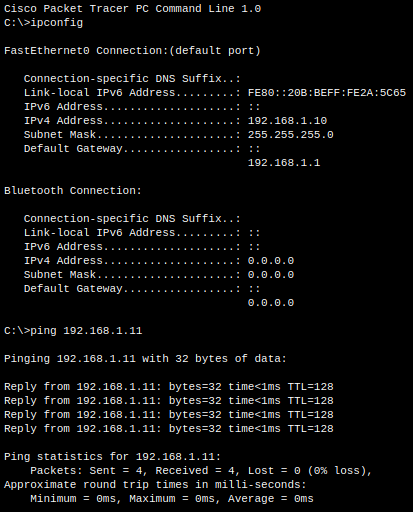 Cisco Packet Tracer PC Command Line 1.0
C:\>ipconfig
FastEthernet0 Connection:(default port)
Connection-specific DNS Suffix..:
Link-local IPv6 Address.........: FE80::20B:BEFF:FE2A:5C65
IPv6 Address....................: ::
IPv4 Address....................: 192.168.1.10
Subnet Mask.....................: 255.255.255.0
Default Gateway.................: ::
192.168.1.1
Bluetooth Connection:
Connection-specific DNS Suffix..:
Link-local IPv6 Address.........: ::
IPv6 Address....................: ::
IPv4 Address....................: 0.0.0.0
Subnet Mask.....................: 0.0.0.0
Default Gateway.................: ::
0.0.0.0
C:\>ping 192.168.1.11
Pinging 192.168.1.11 with 32 bytes of data:
Reply from 192.168.1.11: bytes=32 time<1ms TTL=128
Reply from 192.168.1.11: bytes=32 time<1ms TTL=128
Reply from 192.168.1.11: bytes=32 time<1ms TTL=128
Reply from 192.168.1.11: bytes=32 time<1ms TTL=128
Ping statistics for 192.168.1.11:
Packets: Sent = 4, Received = 4, Lost = 0 (0% loss),
Approximate round trip times in milli-seconds:
Minimum = 0ms, Maximum = 0ms, Average = 0ms